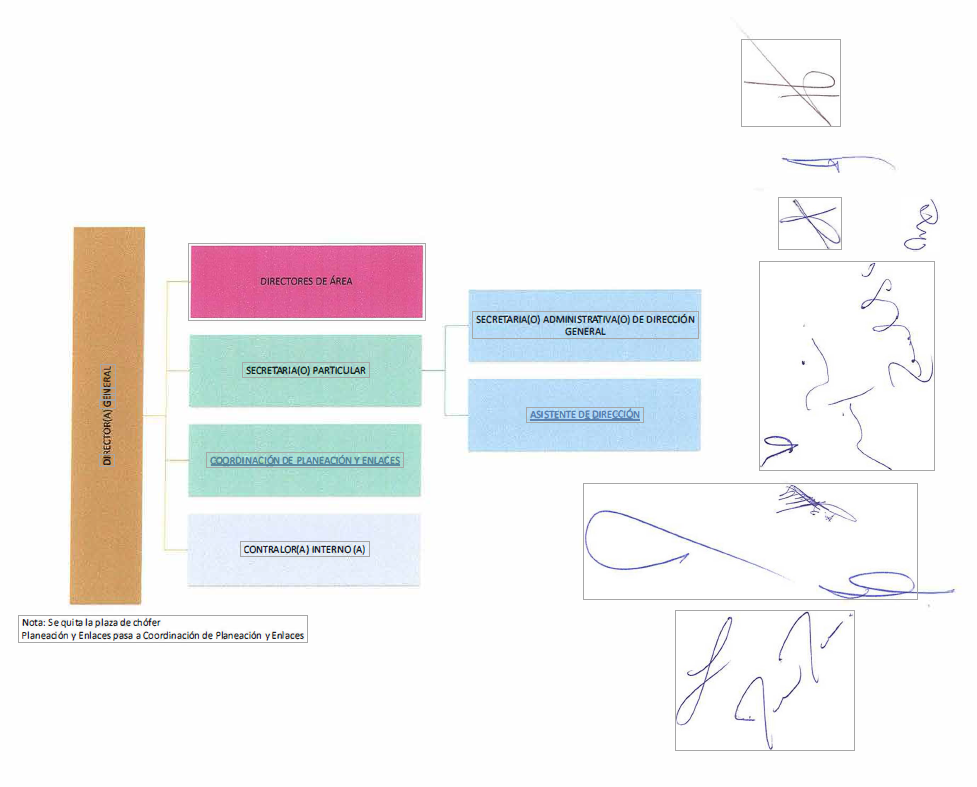 DIRECTOR(A) GENERAL
DIRECTORES DE ÁREA
SECRETARIA(O) PARTICULAR
COORDINACIÓN DE PLANEACIÓN Y ENLACES
CONTRALOR(A) INTERNO (A)
SECRETARIA(O) ADMINISTRATIVA(O) DE DIRECCIÓN
GENERAL
ASISTENTE DE DIRECCIÓN
Nota: Se quita la plaza de chófer
Planeación y Enlaces pasa a Coordinación de Planeación y Enlaces